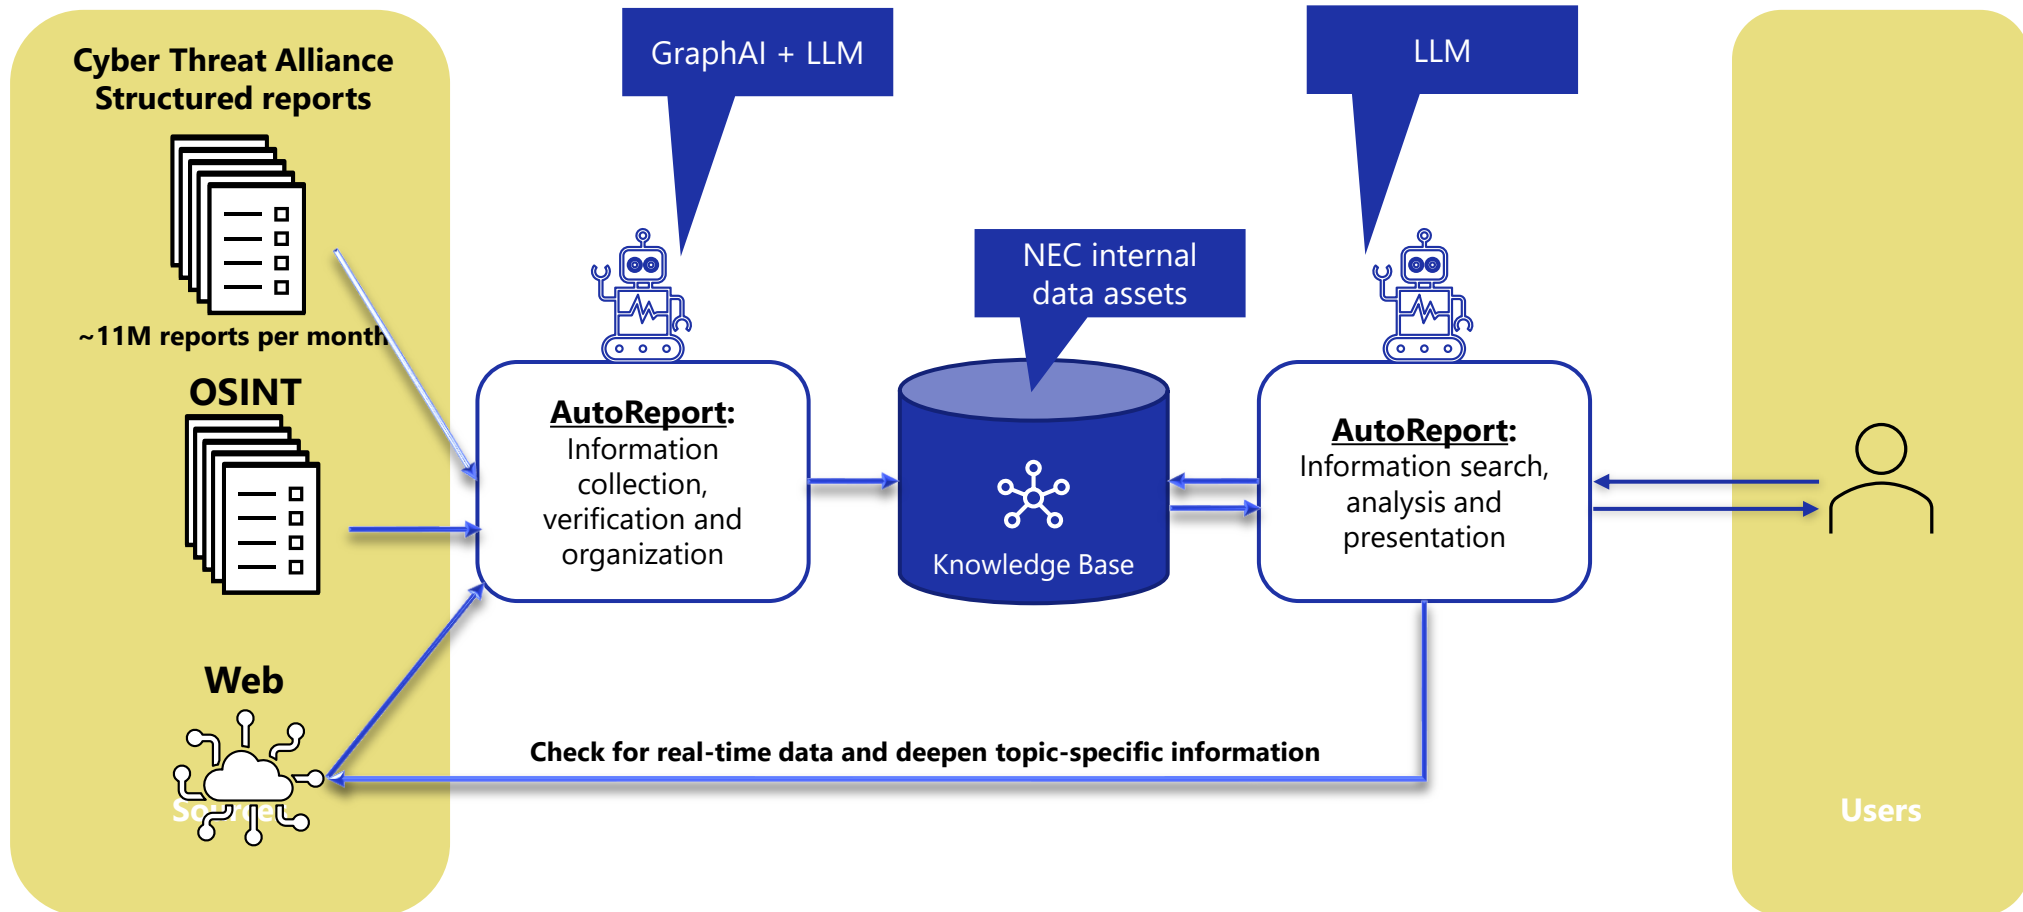 Cyber Threat Alliance
Structured reports
~11M reports per month
OSINT
Web
GraphAI + LLM
AutoReport:
Information
collection,
verification and
organization
NEC internal
data assets
Knowledge Base
LLM
AutoReport:
Information search,
analysis and
presentation
Check for real-time data and deepen topic-specific information
Users